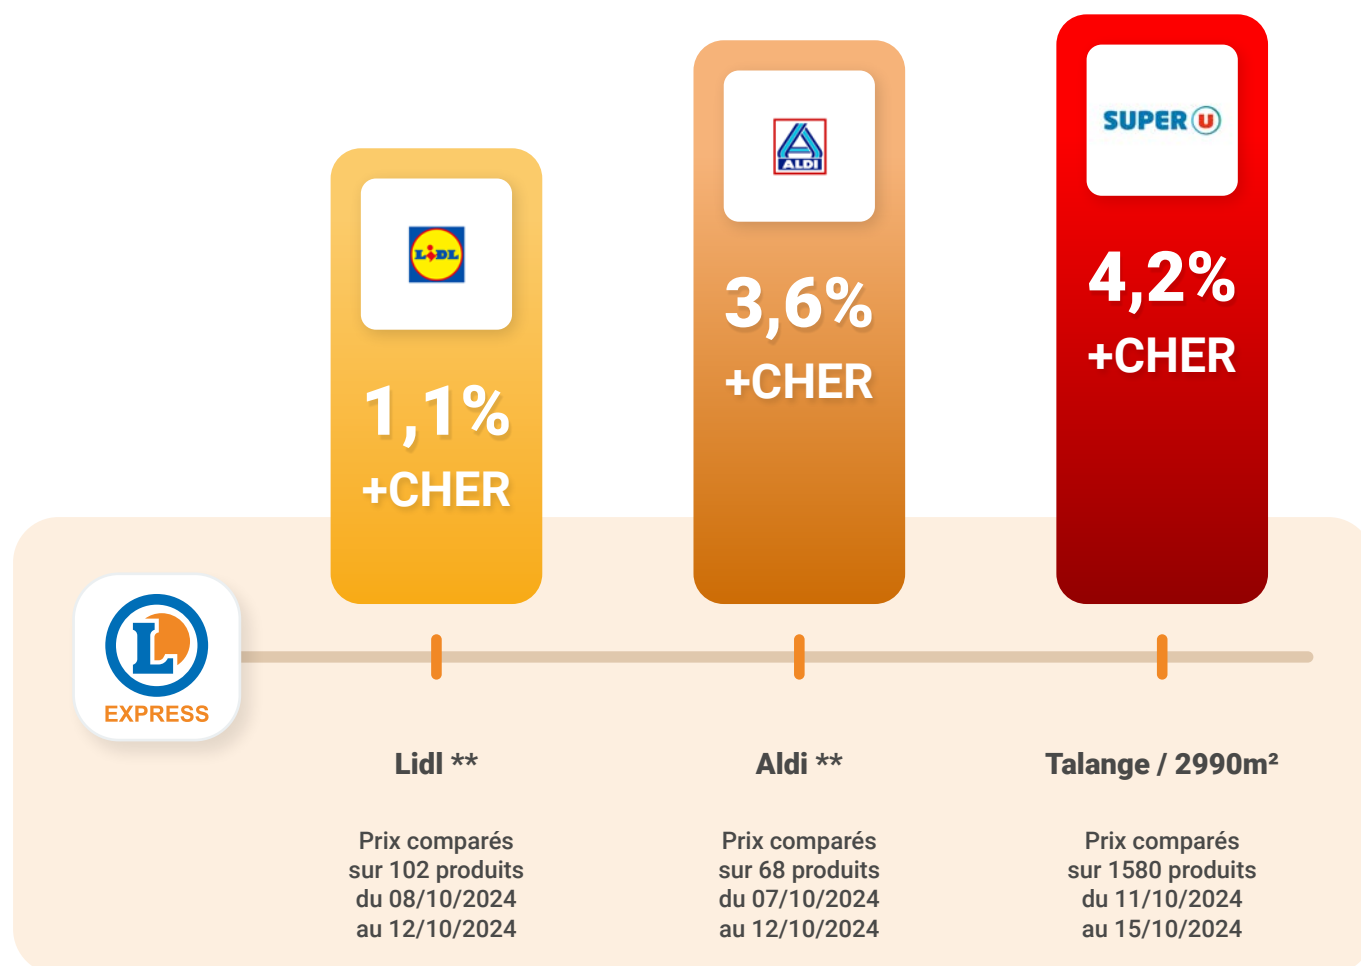 LIDL
1,1%
+CHER
ALDI
3,6%
+CHER
SUPER U
4,2%
+CHER
L
EXPRESS
Lidl **
Prix comparés
sur 102 produits
du 08/10/2024
au 12/10/2024
Aldi **
Prix comparés
sur 68 produits
du 07/10/2024
au 12/10/2024
Talange / 2990m²
Prix comparés
sur 1580 produits
du 11/10/2024
au 15/10/2024